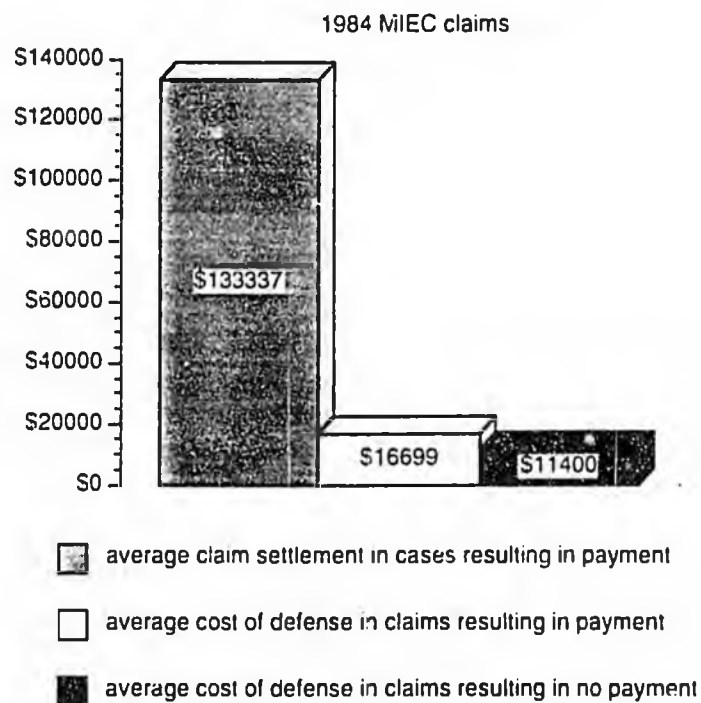 1984 MIEC claims
$140000
$120000
$100000
$80000
$60000
$40000
$20000
$0
$133337
$16699
$11400
average claim settlement in cases resulting in payment
average cost of defense in claims resulting in payment
average cost of defense in claims resulting in no payment